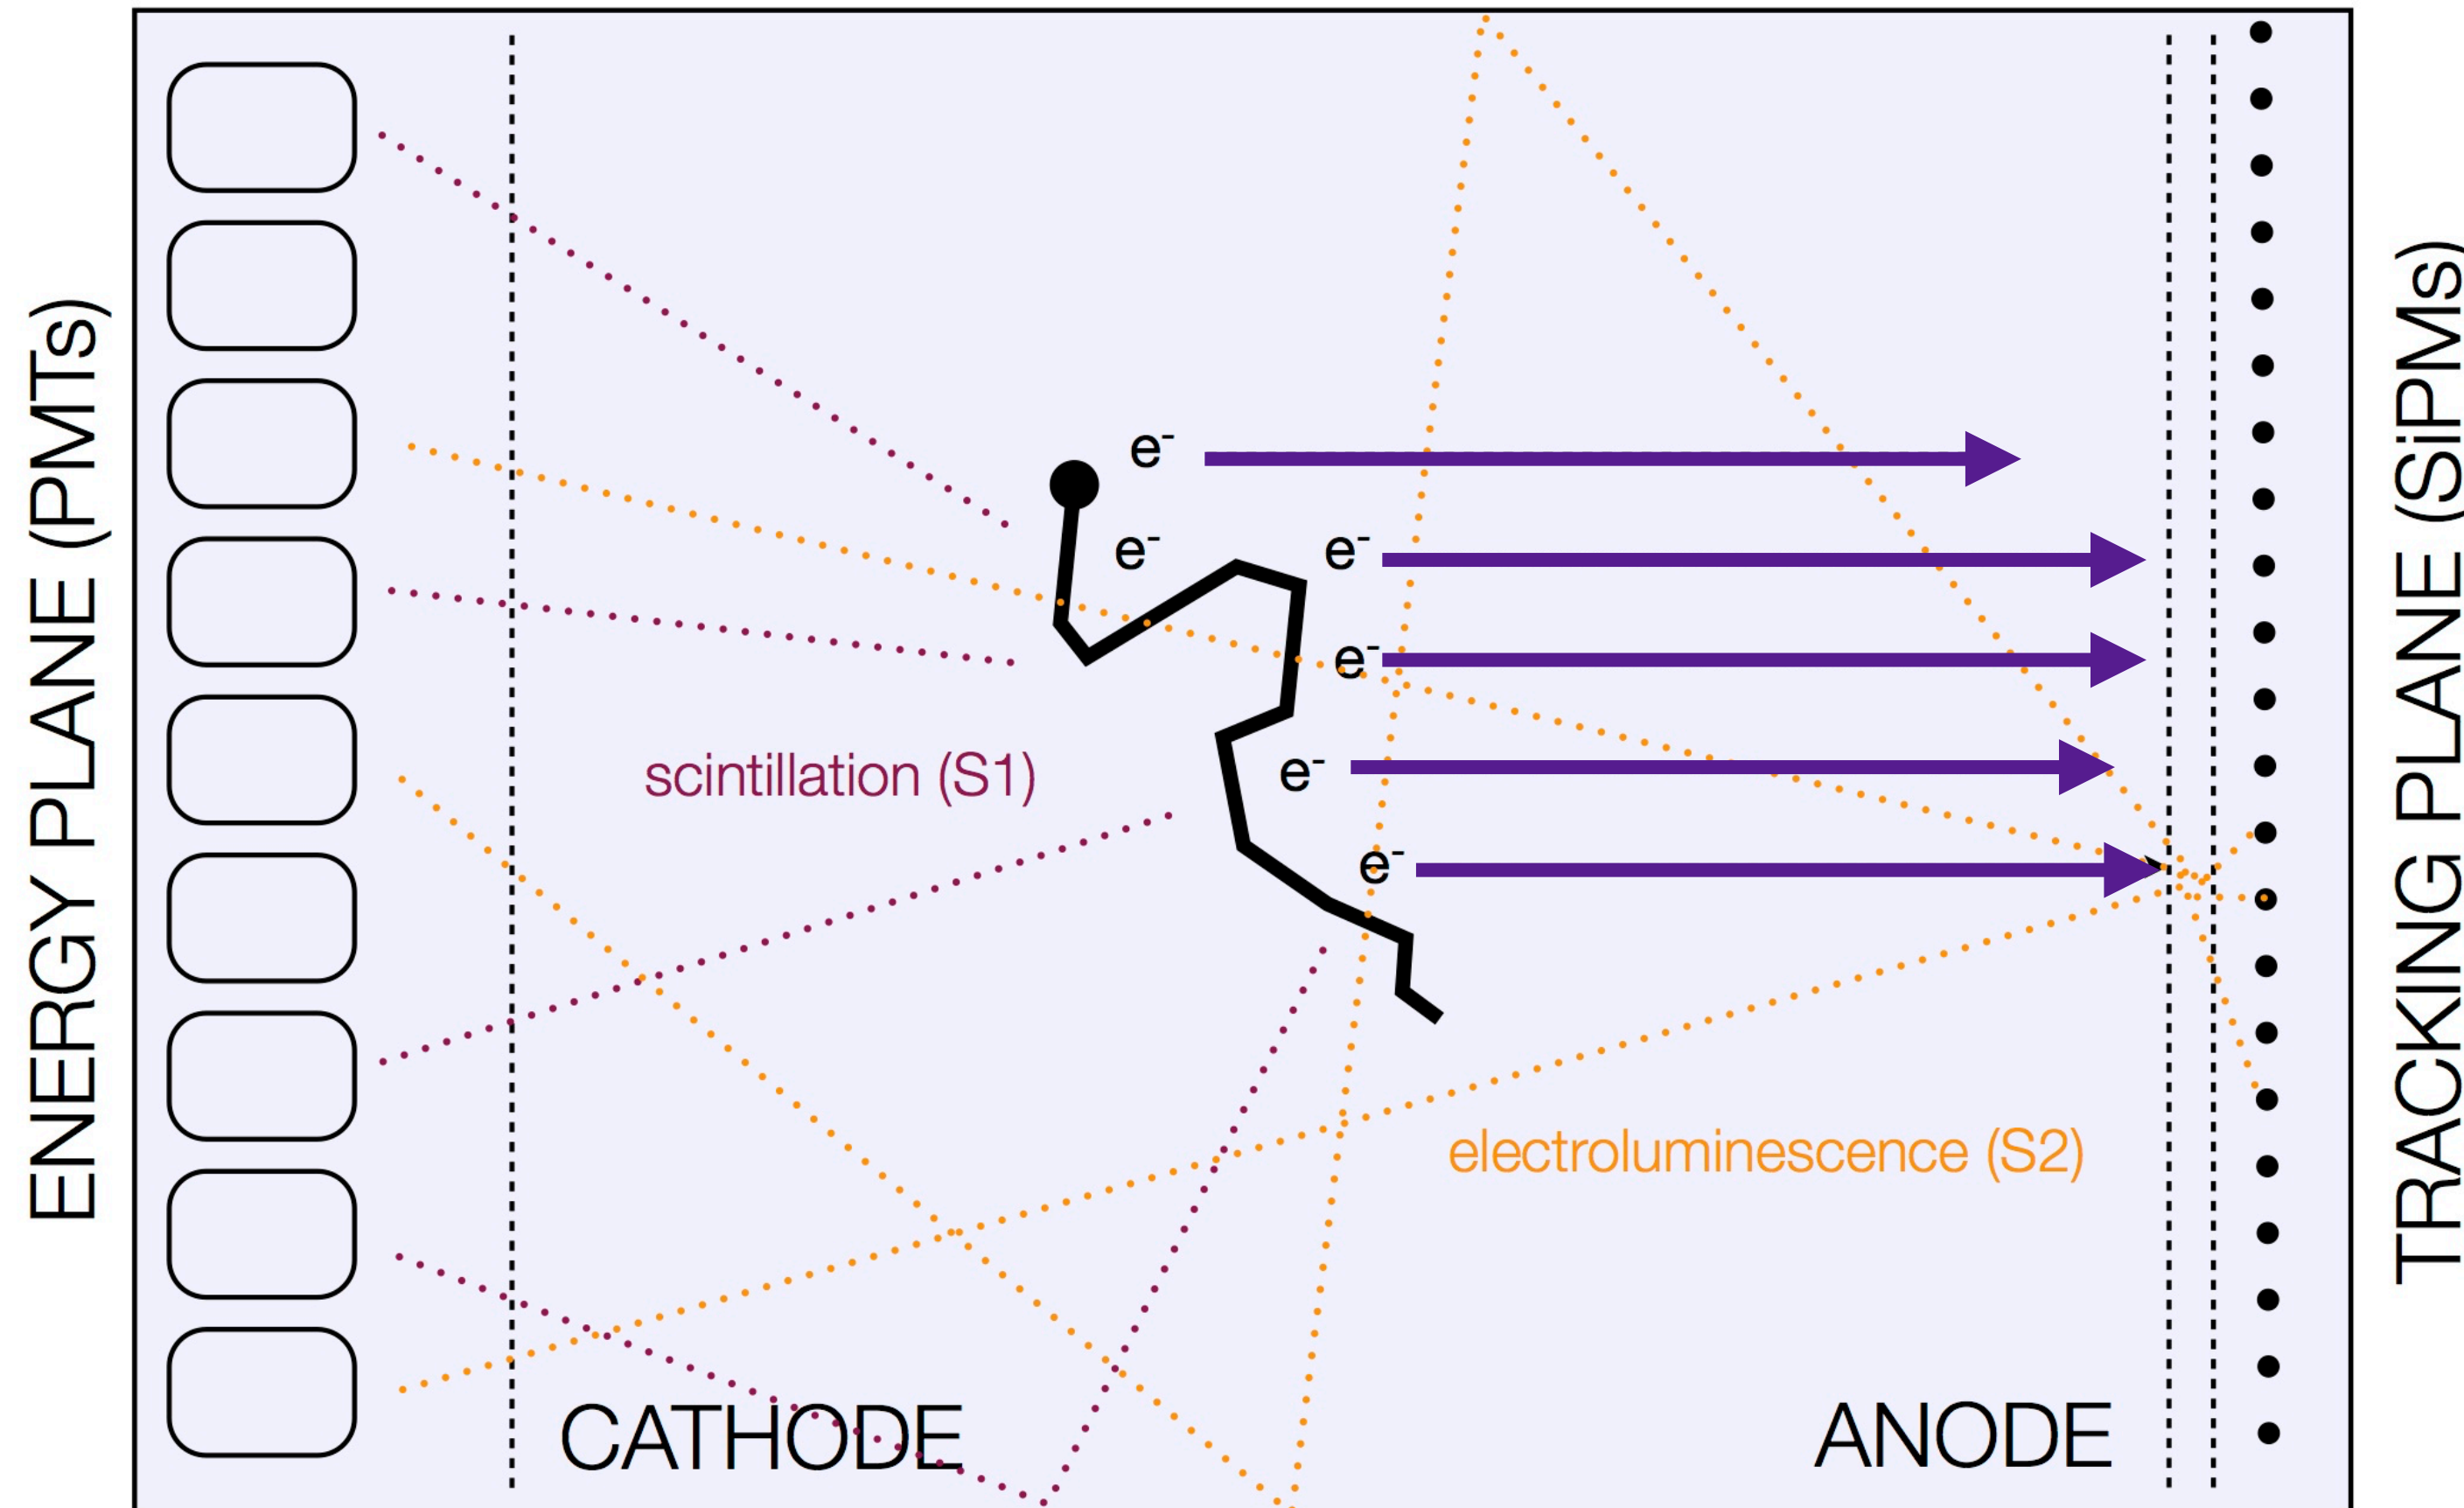 ENERGY PLANE (PMTs)
e-
e-
e-
e-
scintillation (S1)
e-
e-
electroluminescence (S2)
CATHODE
ANODE
TRACKING PLANE (SiPMs)